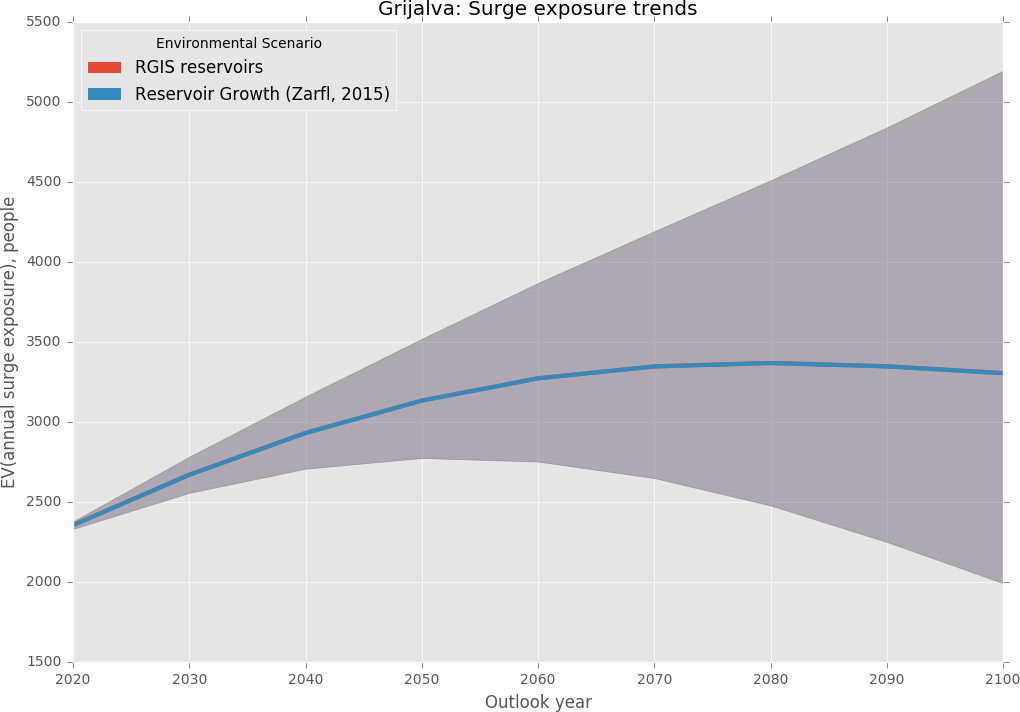 Grijalva: Surge exposure trends
Environmental Scenario
RGIS reservoirs
Reservoir Growth (Zarfl, 2015)
EV(annual surge exposure), people
5500
5000
4500
4000
3500
3000
2500
2000
1500
2020 2030 2040 2050 2060 2070 2080 2090 2100
Outlook year